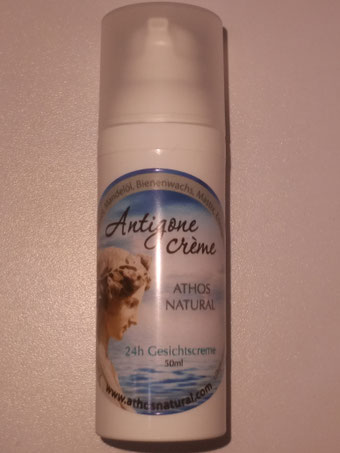 Mandelöl, Bienenwachs,
Antigone
Crème
ATHOS
NATURAL
24h Gesichtscreme
50ml
www.athosnatural.com